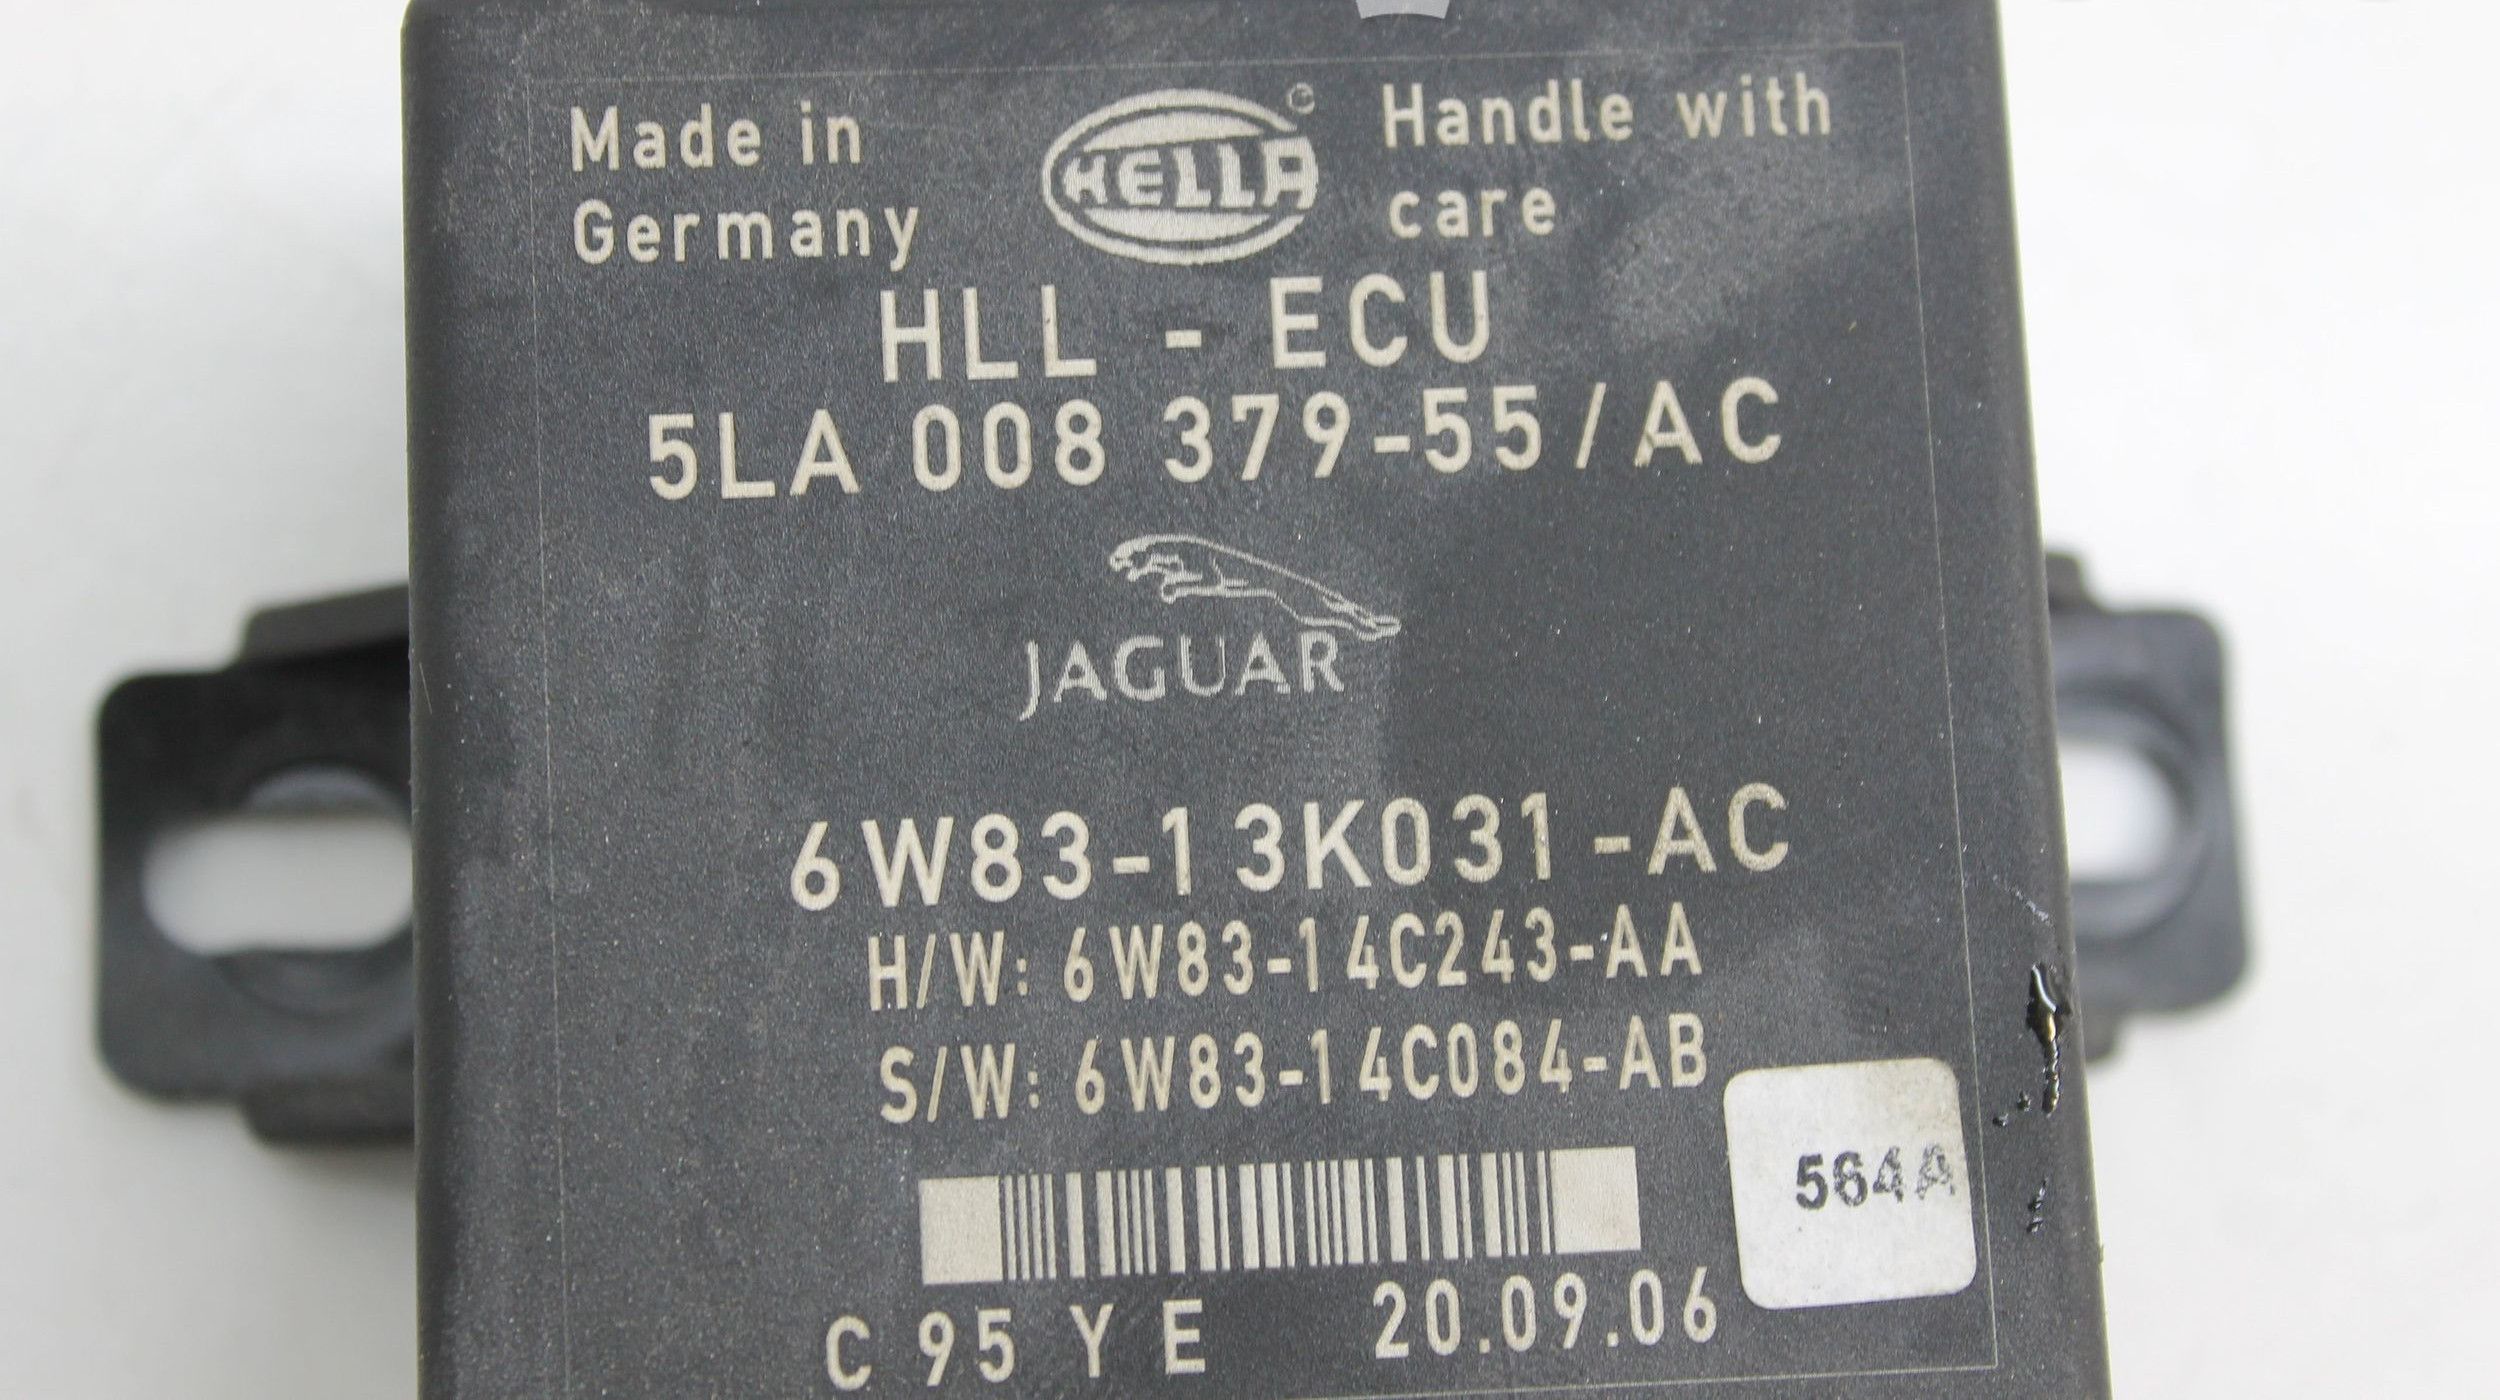 Made in
Germany
HELLA
Handle with
care
HLL - ECU
5LA 008 379-55/AC
JAGUAR
6W83-13K031-AC
H/W: 6W83-14C243-AA
S/W: 6W83-14C084-AB
564A
C 95 Y E 20.09.06